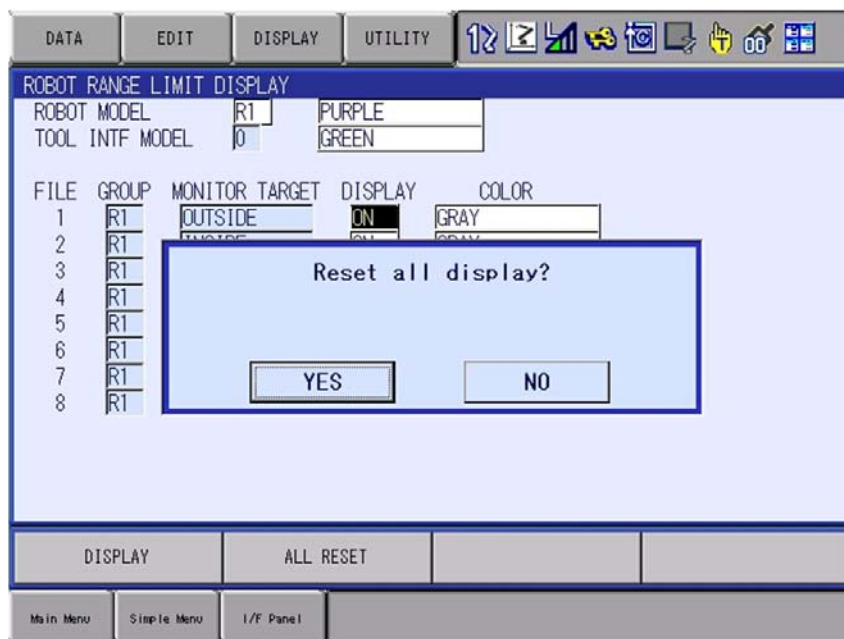 DATA EDIT DISPLAY UTILITY
ROBOT RANGE LIMIT DISPLAY
ROBOT MODEL R1 PURPLE
TOOL INTF MODEL 0 GREEN
FILE GROUP MONITOR TARGET DISPLAY COLOR
1 R1 OUTSIDE ON GRAY
2 R1
3 R1
4 R1
5 R1
6 R1
7 R1
8 R1
Reset all display?
YES NO
DISPLAY ALL RESET
Main Menu Simple Menu I/F Panel